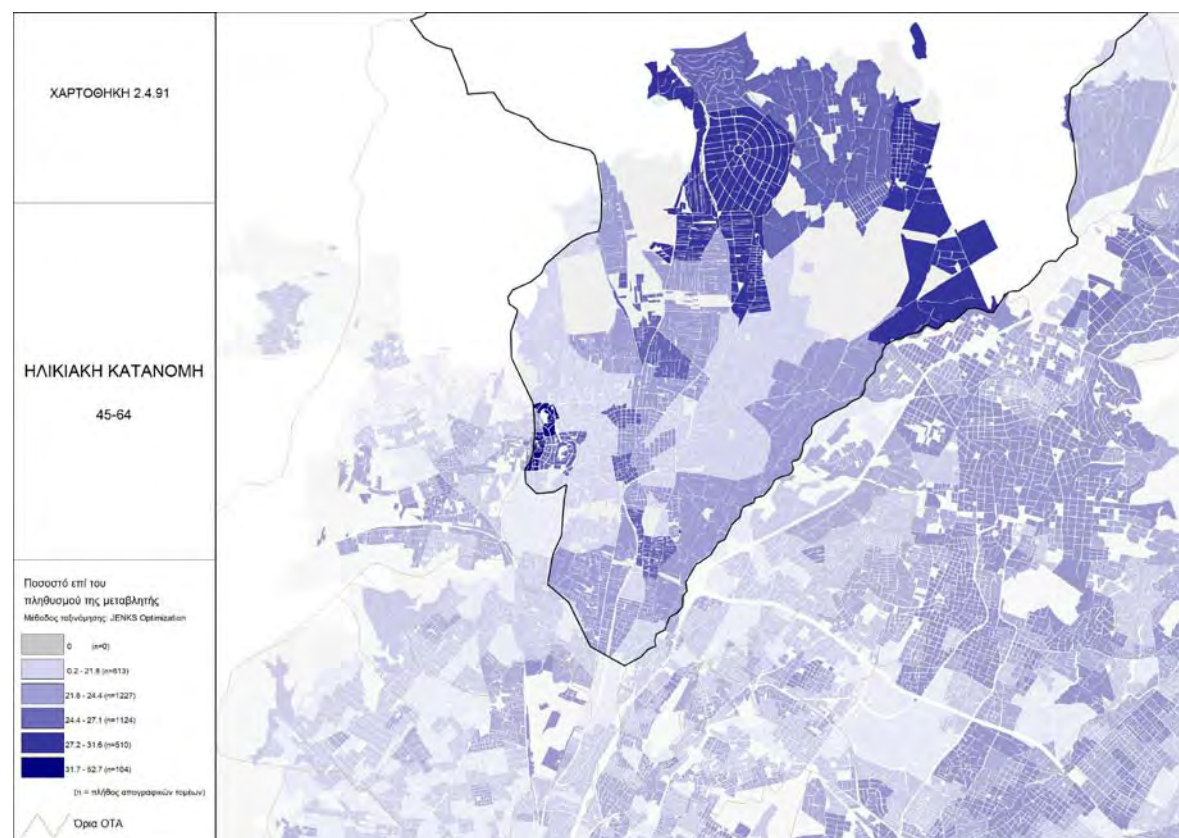 ΧΑΡΤΟΘΗΚΗ 2.4.91
ΗΛΙΚΙΑΚΗ ΚΑΤΑΝΟΜΗ
45-64
Ποσοστό επί του
πληθυσμού της μεταβλητής
Μέθοδος ταξινόμησης: JENKS Optimization
0 (n=0)
0.2 - 21.8 (n=613)
21.8 - 24.4 (n=1227)
24.4 - 27.1 (n=1124)
27.2 - 31.6 (n=510)
31.7 - 52.7 (n=104)
(n = πλήθος απογραφικών τομέων)
Όρια ΟΤΑ